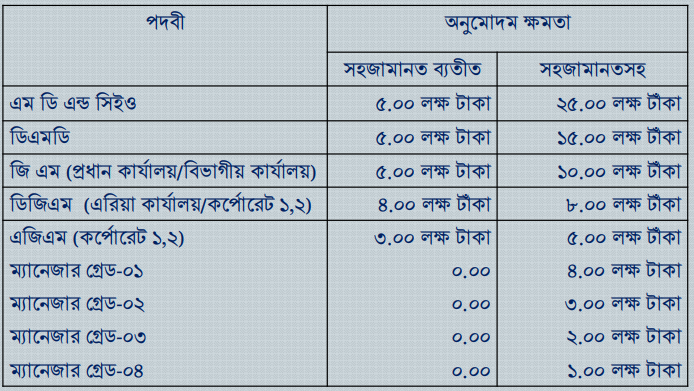 পদবী অনুমোদম ক্ষমতা
সহজামানত ব্যতীত সহজামানতসহ
এম ডি এন্ড সিইও ৫.০০ লক্ষ টাকা ২৫.০০ লক্ষ টাঁকা
ডিএমডি ৫.০০ লক্ষ টাকা ১৫.০০ লক্ষ টাঁকা
জি এম (প্রধান কার্যালয়/বিভাগীয় কার্যালয়) ৫.০০ লক্ষ টাকা ১০.০০ লক্ষ টাঁকা
ডিজিএম (এরিয়া কার্যালয়/কর্পোরেট ১,২) ৪.০০ লক্ষ টাঁকা ৮.০০ লক্ষ টাঁকা
এজিএম (কর্পোরেট ১,২) ৩.০০ লক্ষ টাকা ৫.০০ লক্ষ টাঁকা
ম্যানেজার গ্রেড-০১ ০.০০ ৪.০০ লক্ষ টাকা
ম্যানেজার গ্রেড-০২ ০.০০ ৩.০০ লক্ষ টাকা
ম্যানেজার গ্রেড-০৩ ০.০০ ২.০০ লক্ষ টাকা
ম্যানেজার গ্রেড-০৪ ০.০০ ১.০০ লক্ষ টাকা